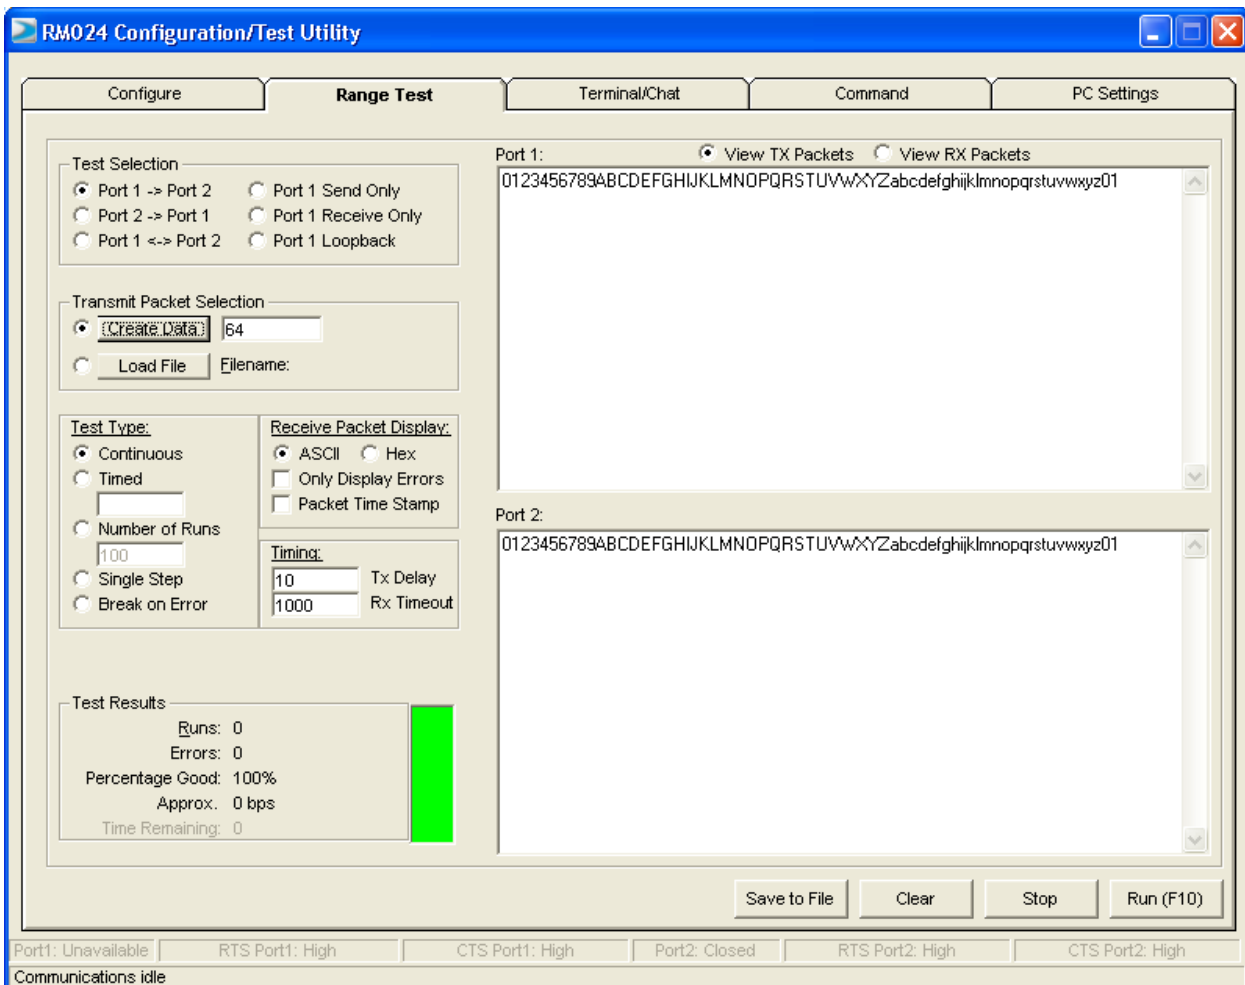 RM024 Configuration/Test Utility
Configure
Range Test
Terminal/Chat
Command
PC Settings
Test Selection
Port 1 -> Port 2
Port 1 Send Only
Port 2 -> Port 1
Port 1 Receive Only
Port 1 <-> Port 2
Port 1 Loopback
Transmit Packet Selection
Create Data
64
Load File
Filename:
Test Type:
Continuous
Timed
Number of Runs
100
Single Step
Break on Error
Receive Packet Display:
ASCII
Hex
Only Display Errors
Packet Time Stamp
Timing:
10
Tx Delay
1000
Rx Timeout
Test Results
Runs: 0
Errors: 0
Percentage Good: 100%
Approx. 0 bps
Time Remaining: 0
Port 1:
View TX Packets
View RX Packets
0123456789ABCDEFGHIJKLMNOPQRSTUVWXYZabcdefghijklmnopqrstuvwxyz01
Port 2:
0123456789ABCDEFGHIJKLMNOPQRSTUVWXYZabcdefghijklmnopqrstuvwxyz01
Save to File
Clear
Stop
Run (F10)
Port1: Unavailable
RTS Port1: High
CTS Port1: High
Port2: Closed
RTS Port2: High
CTS Port2: High
Communications idle